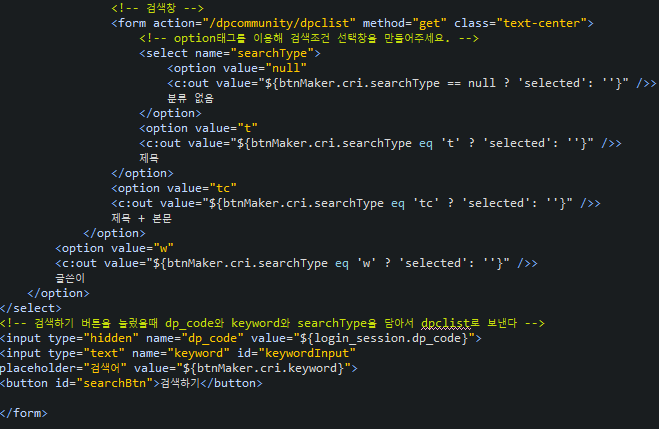 <!-- 검색창 -->
<form action="/dpcommunity/dpclist" method="get" class="text-center">
<!-- option태그를 이용해 검색조건 선택창을 만들어주세요. -->
<select name="searchType">
<option value="null"
<c:out value="${btnMaker.cri.searchType == null ? 'selected': ''}" />>
분류 없음
</option>
<option value="t"
<c:out value="${btnMaker.cri.searchType eq 't' ? 'selected': ''}" />>
제목
</option>
<option value="tc"
<c:out value="${btnMaker.cri.searchType eq 'tc' ? 'selected': ''}" />>
제목 + 본문
</option>
<option value="w"
<c:out value="${btnMaker.cri.searchType eq 'w' ? 'selected': ''}" />>
글쓴이
</option>
</select>
<!-- 검색하기 버튼을 눌렀을때 dp_code와 keyword와 searchType을 담아서 dpclist로 보낸다 -->
<input type="hidden" name="dp_code" value="${login_session.dp_code}">
<input type="text" name="keyword" id="keywordInput"
placeholder="검색어" value="${btnMaker.cri.keyword}">
<button id="searchBtn">검색하기</button>
</form>